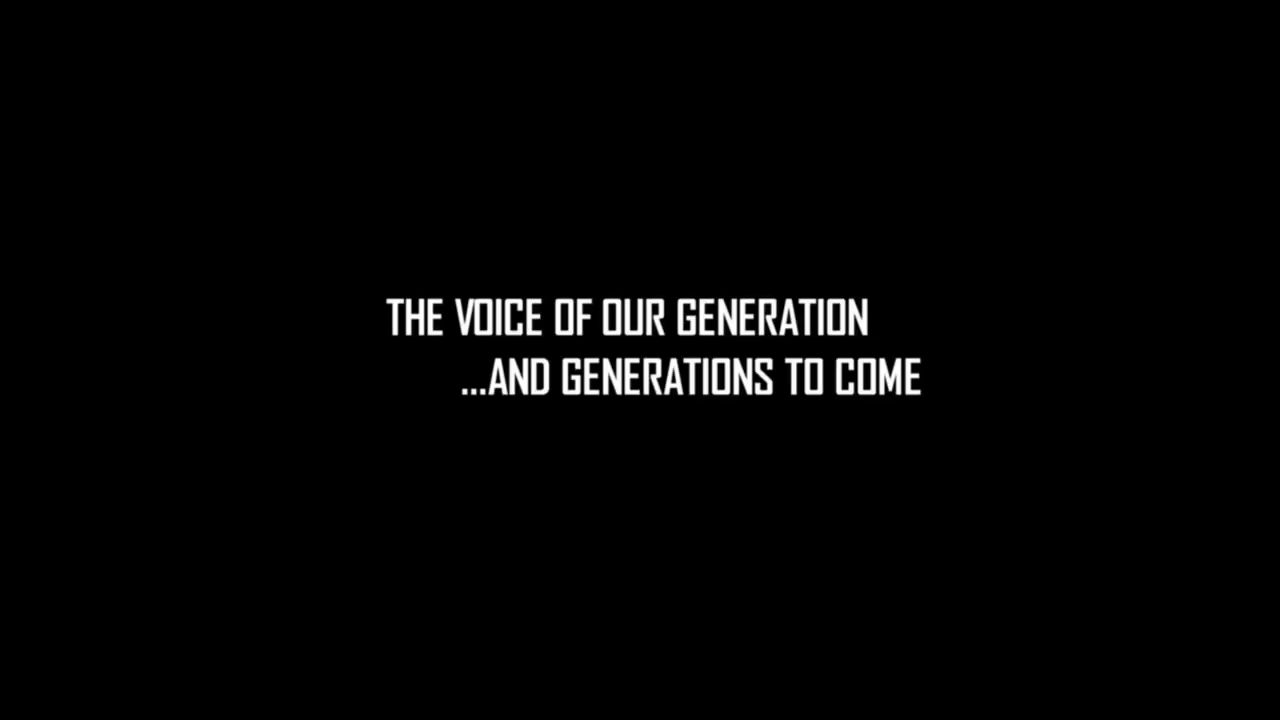 THE VOICE OF OUR GENERATION
...AND GENERATIONS TO COME